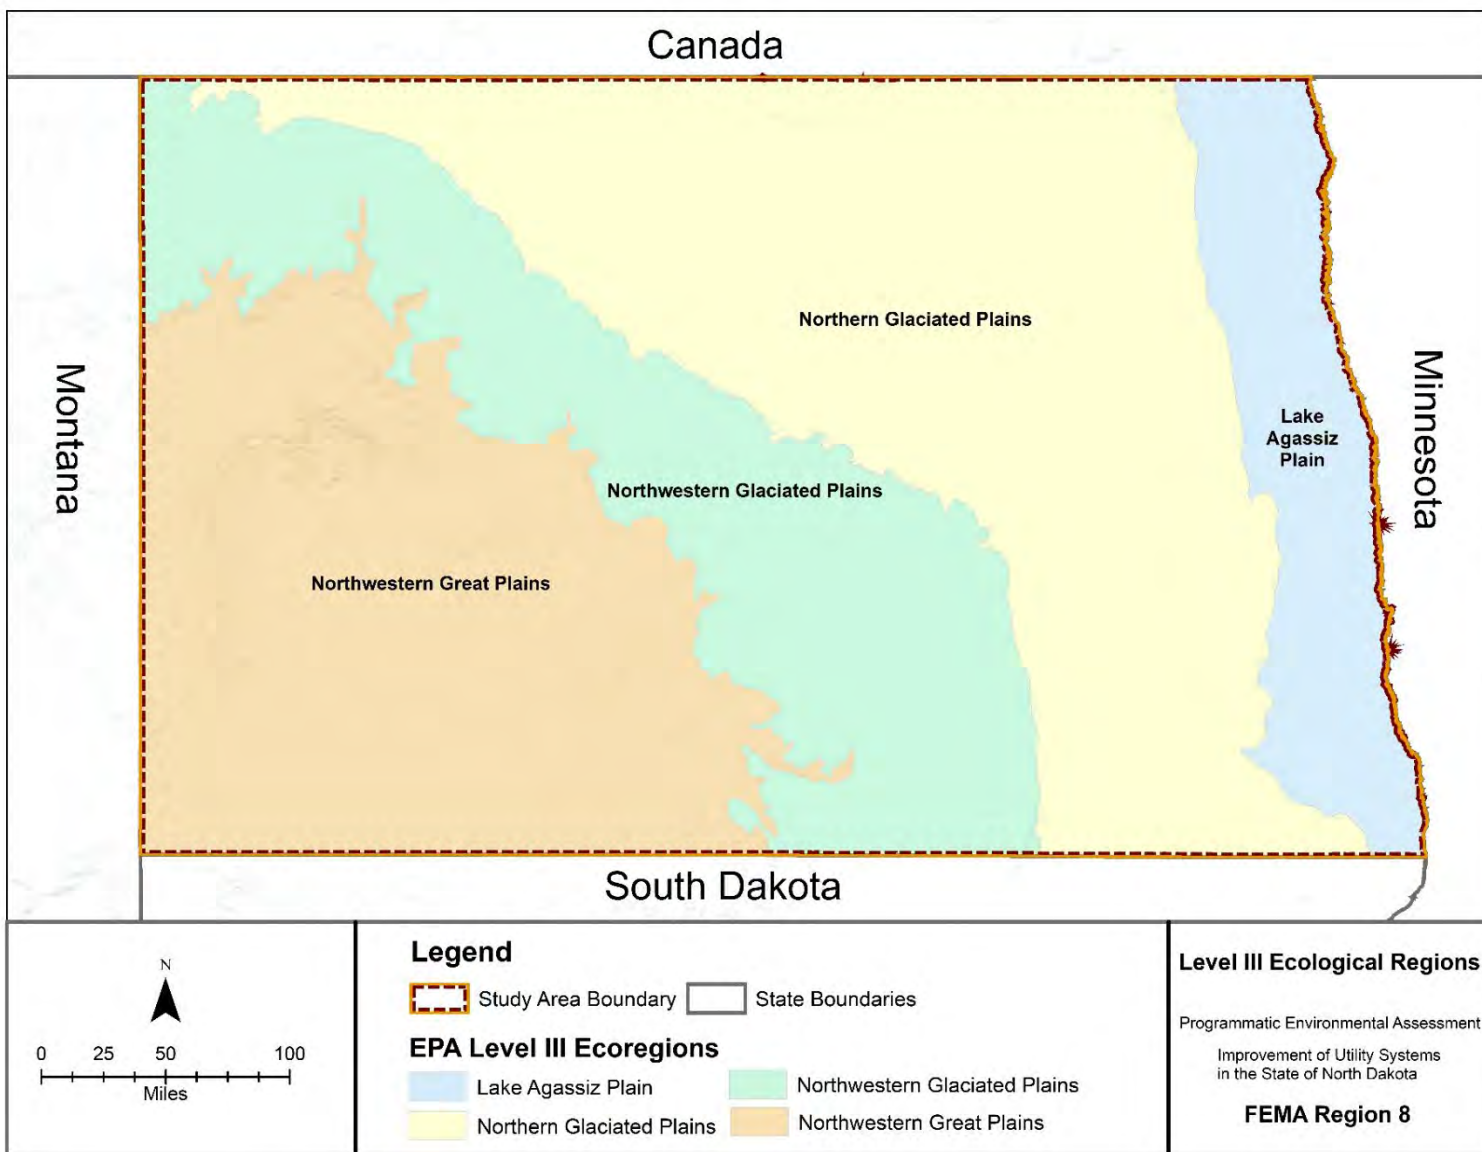 Canada
Montana
Northern Glaciated Plains
Lake
Agassiz
Plain
Minnesota
Northwestern Glaciated Plains
Northwestern Great Plains
South Dakota
N
0 25 50 100
Miles
Legend
Study Area Boundary
State Boundaries
EPA Level III Ecoregions
Lake Agassiz Plain
Northwestern Glaciated Plains
Northern Glaciated Plains
Northwestern Great Plains
Level III Ecological Regions
Programmatic Environmental Assessment
Improvement of Utility Systems
in the State of North Dakota
FEMA Region 8